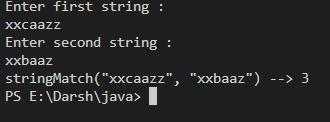 Enter first string :
xxcaazz
Enter second string :
xxbaaz
stringMatch("xxcaazz", "xxbaaz") --> 3
PS E:\Darsh\java>